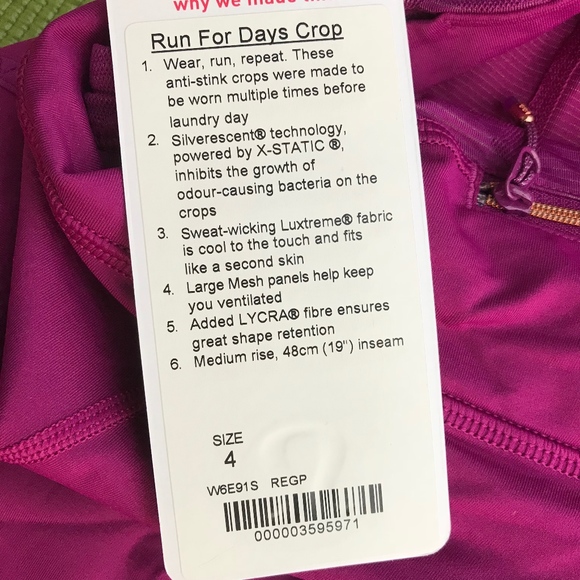 why we made this
Run For Days Crop
1. Wear, run, repeat. These
anti-stink crops were made to
be worn multiple times before
laundry day
2. Silverescent® technology,
powered by X-STATIC ®,
inhibits the growth of
odour-causing bacteria on the
crops
3. Sweat-wicking Luxtreme® fabric
is cool to the touch and fits
like a second skin
4. Large Mesh panels help keep
you ventilated
5. Added LYCRA® fibre ensures
great shape retention
6. Medium rise, 48cm (19") inseam
SIZE
4
W6E91S REGP
000003595971